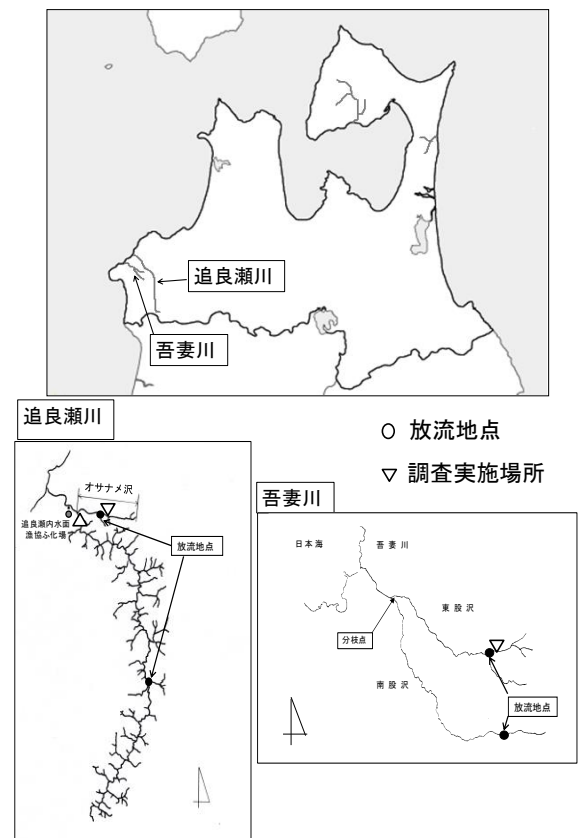 追良瀬川
吾妻川
追良瀬川
○ 放流地点
▽ 調査実施場所
オサナメ沢
追良瀬内水面
漁協ふ化場
放流地点
吾妻川
日本海
吾妻川
東股沢
分枝点
南股沢
放流地点